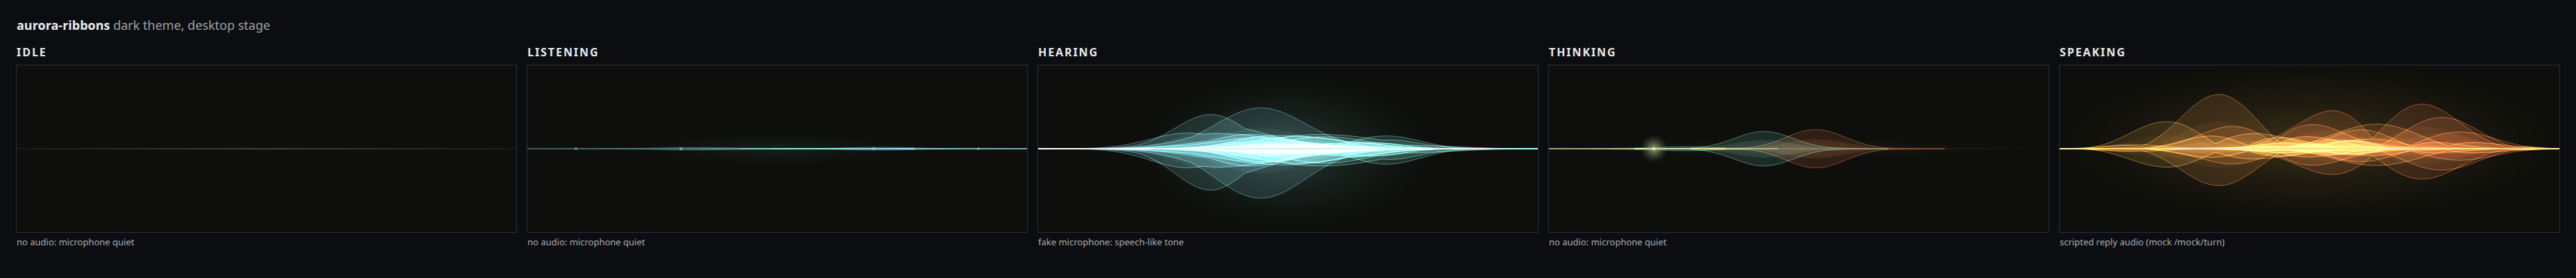 aurora-ribbons dark theme, desktop stage
IDLE
LISTENING
HEARING
THINKING
SPEAKING
no audio: microphone quiet
no audio: microphone quiet
fake microphone: speech-like tone
no audio: microphone quiet
scripted reply audio (mock /mock/turn)